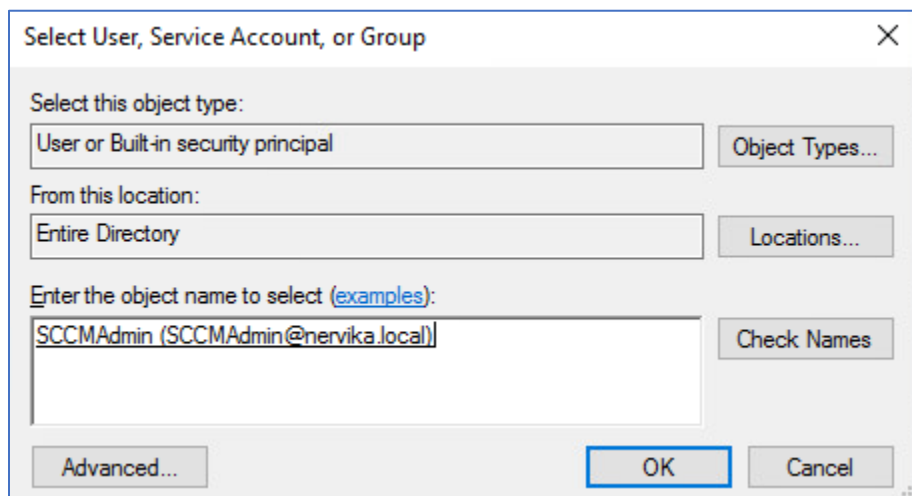 Select User, Service Account, or Group
Select this object type:
User or Built-in security principal
Object Types...
From this location:
Entire Directory
Locations...
Enter the object name to select (examples):
SCCMAdmin (SCCMAdmin@nervika.local)
Check Names
Advanced...
OK
Cancel